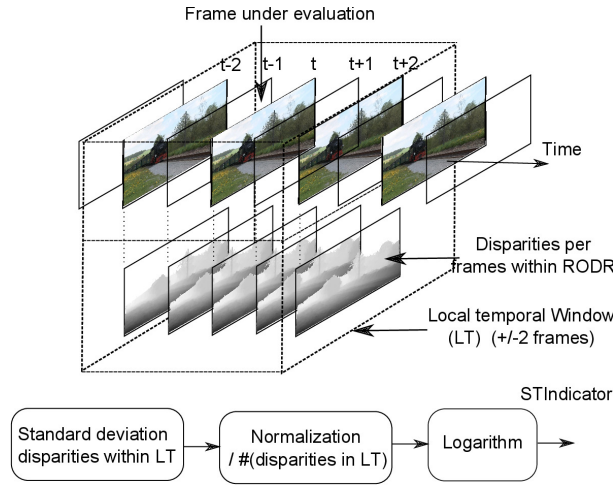 Frame under evaluation
t-2 t-1 t t+1 t+2
Time
Disparities per
frames within RODR
Local temporal Window
(LT) (+/-2 frames)
STIndicator
Standard deviation
disparities within LT
Normalization
/ #(disparities in LT)
Logarithm